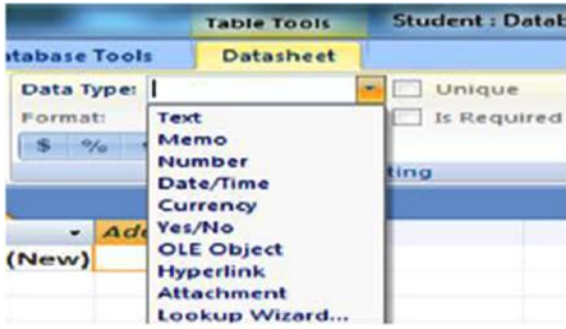 Table Tools Student : Datab
atabase Tools Datasheet
Data Type: Unique
Format: Is Required
$ %
Text
Memo
Number
Date/Time
Currency
Yes/No
OLE Object
Hyperlink
Attachment
Lookup Wizard...
ting
Add
(New)